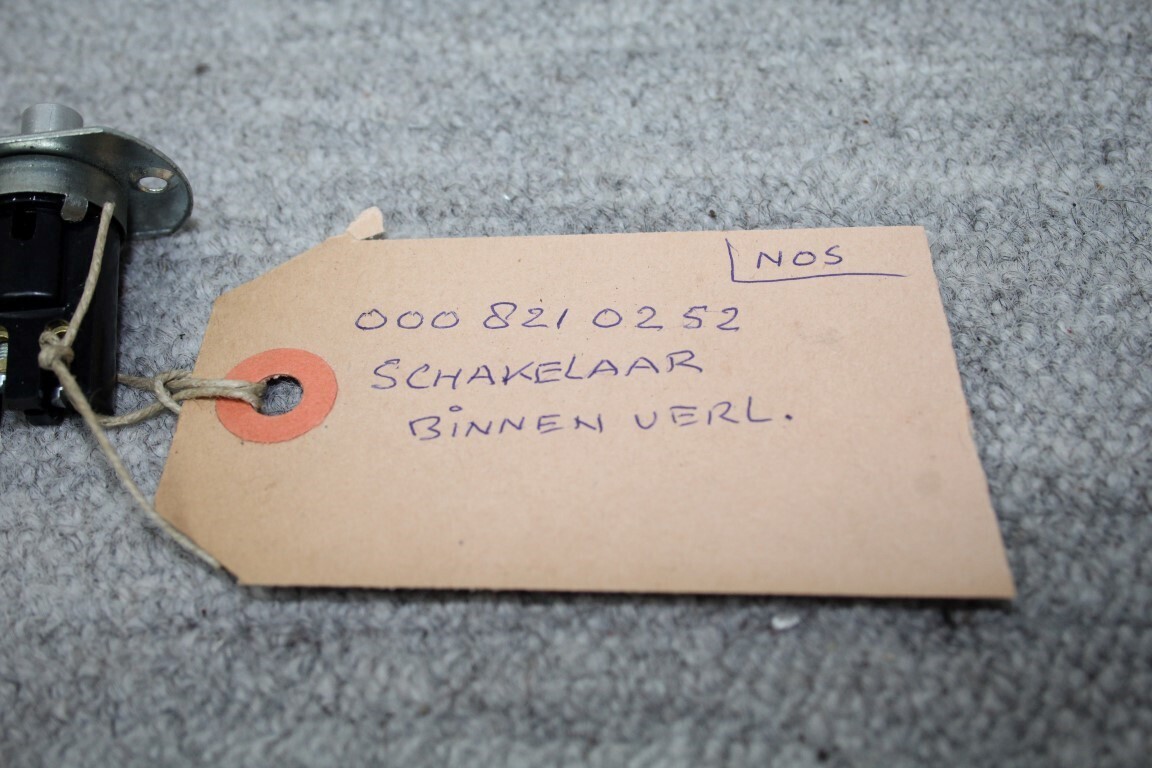 NOS
000 821 02 52
SCHAKELAAR
BINNEN VERL.